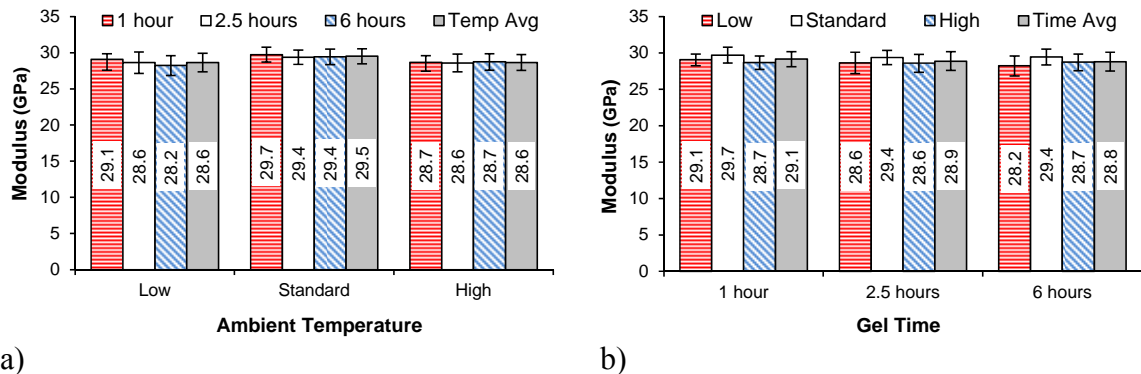 1 hour 2.5 hours 6 hours Temp Avg
35
30
25
20
15
10
5
0
Modulus (GPa)
29.1 28.6 28.2 28.6 29.7 29.4 29.4 29.5 28.7 28.6 28.7 28.6
Low Standard High
Ambient Temperature
a)
Low Standard High Time Avg
35
30
25
20
15
10
5
0
Modulus (GPa)
29.1 29.7 28.7 29.1 28.6 29.4 28.6 28.9 28.2 29.4 28.7 28.8
1 hour 2.5 hours 6 hours
Gel Time
b)